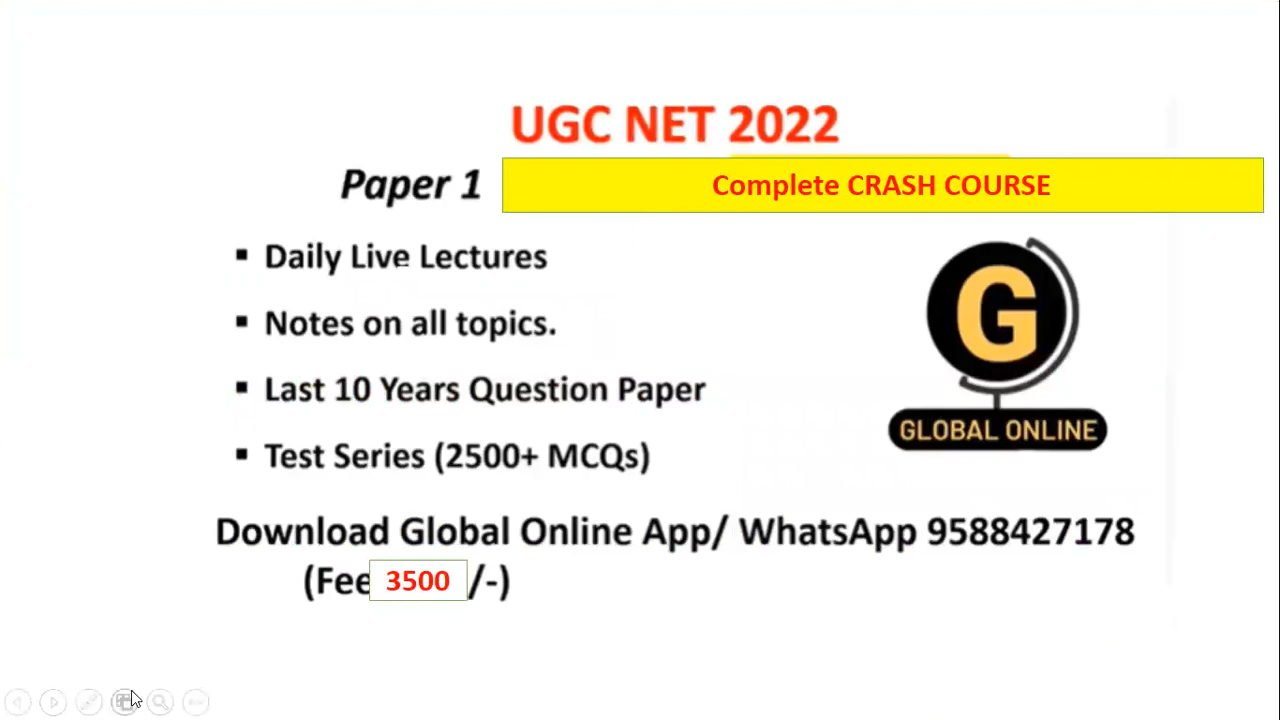 UGC NET 2022
Paper 1 Complete CRASH COURSE
▪ Daily Live Lectures
▪ Notes on all topics.
▪ Last 10 Years Question Paper
▪ Test Series (2500+ MCQs)
G
GLOBAL ONLINE
Download Global Online App/ WhatsApp 9588427178
(Fee 3500 /-)